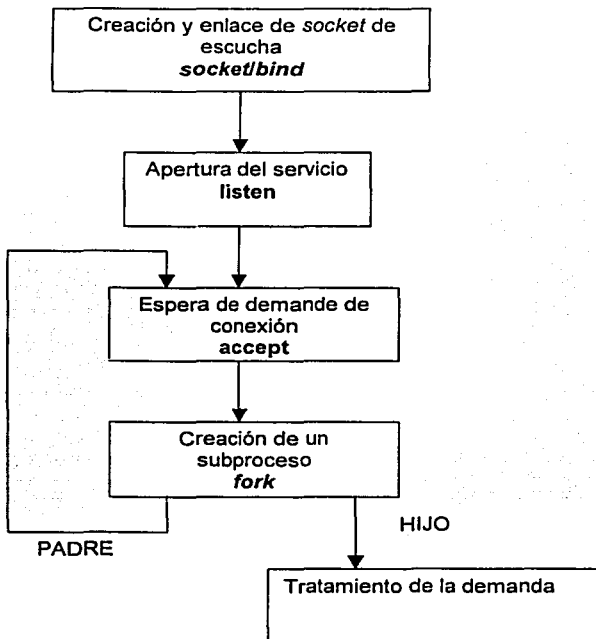 Creación y enlace de socket de
escucha
socket/bind
Apertura del servicio
listen
Espera de demande de
conexión
accept
Creación de un
subproceso
fork
HIJO
PADRE
Tratamiento de la demanda